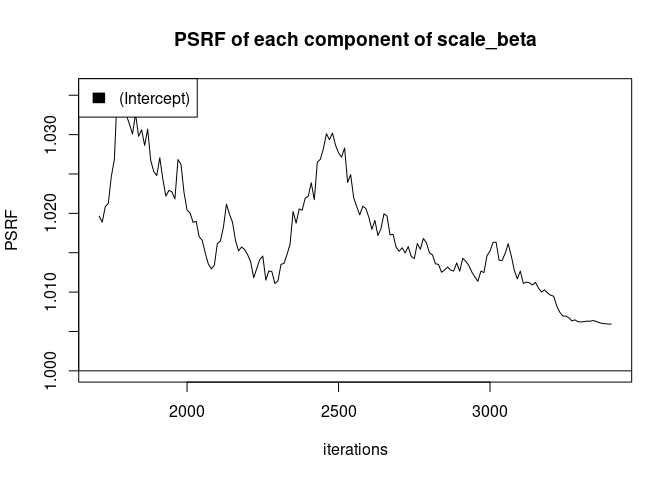 PSRF of each component of scale_beta
(Intercept)
PSRF
1.030
1.020
1.010
1.000
2000 2500 3000
iterations